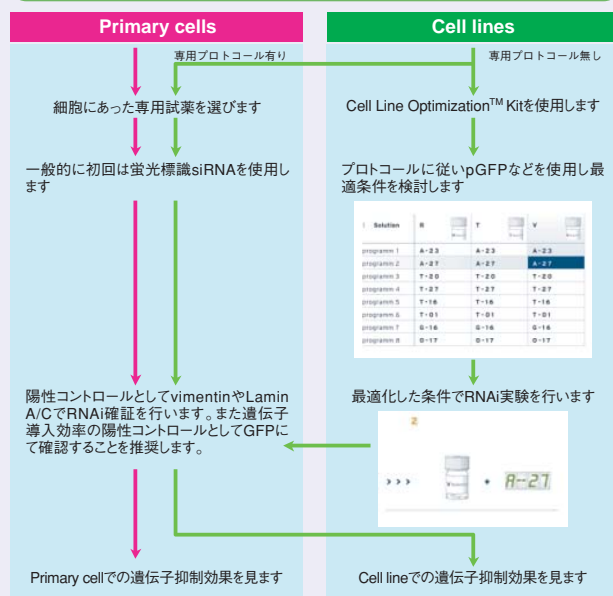 Primary cells
Cell lines
専用プロトコール有り
専用プロトコール無し
細胞にあった専用試薬を選びます
Cell Line Optimization™ Kitを使用します
一般的に初回は蛍光標識siRNAを使用し
ます
プロトコールに従いpGFPなどを使用し最
適条件を検討します
Solution R T V
programm 1 A-23 A-23 A-23
programm 2 A-27 A-27 A-27
programm 3 T-20 T-20 T-20
programm 4 T-27 T-27 T-27
programm 5 T-16 T-16 T-16
programm 6 T-01 T-01 T-01
programm 7 G-16 G-16 G-16
programm 8 O-17 O-17 O-17
陽性コントロールとしてvimentinやLamin
A/CでRNAi確証を行います。また遺伝子
導入効率の陽性コントロールとしてGFPに
て確認することを推奨します。
最適化した条件でRNAi実験を行います
2
>>> + A-27
Primary cellでの遺伝子抑制効果を見ます
Cell lineでの遺伝子抑制効果を見ます